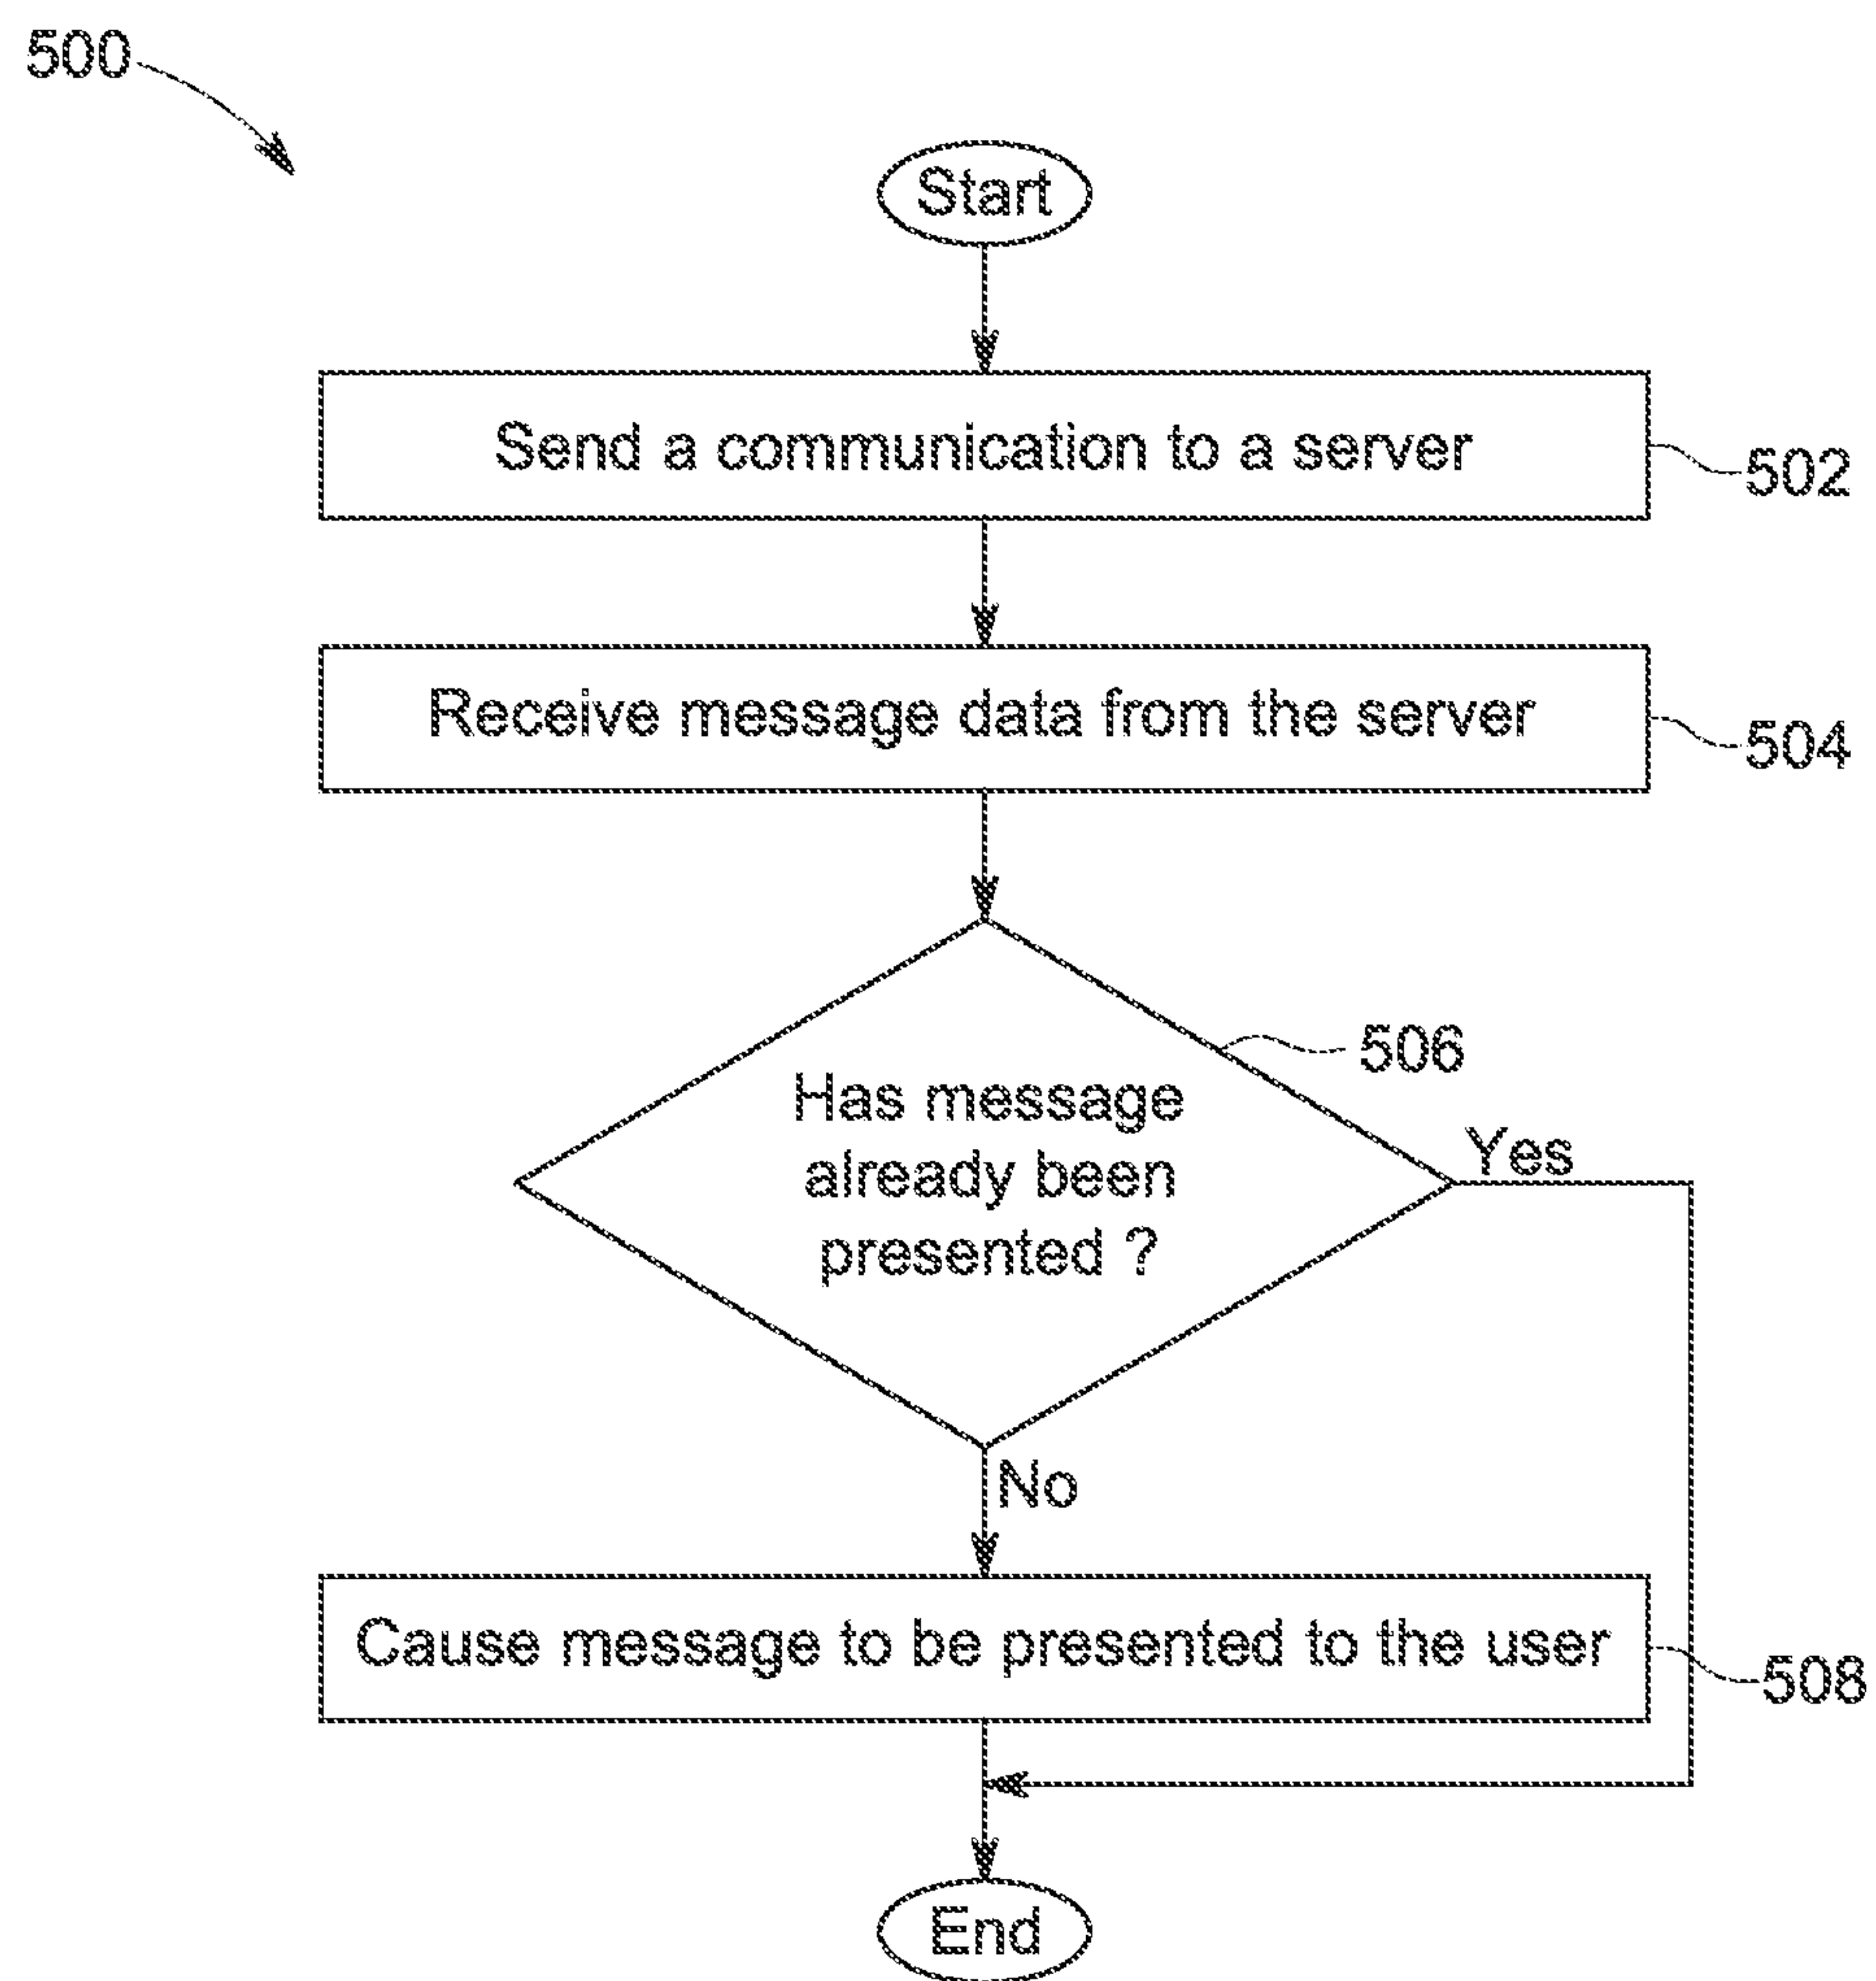 500
Start
Send a communication to a server
502
Receive message data from the server
504
506
Has message
already been
presented ?
Yes
No
Cause message to be presented to the user
508
End